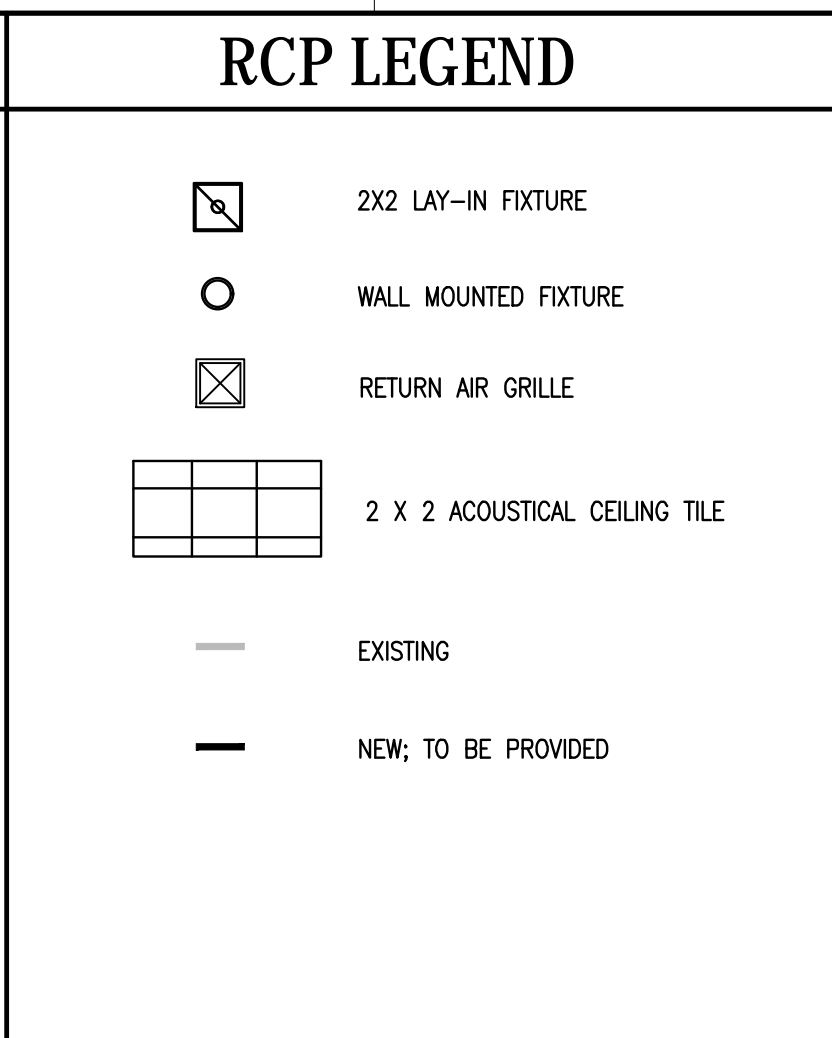 RCP LEGEND
2X2 LAY-IN FIXTURE
WALL MOUNTED FIXTURE
RETURN AIR GRILLE
2 X 2 ACOUSTICAL CEILING TILE
EXISTING
NEW; TO BE PROVIDED